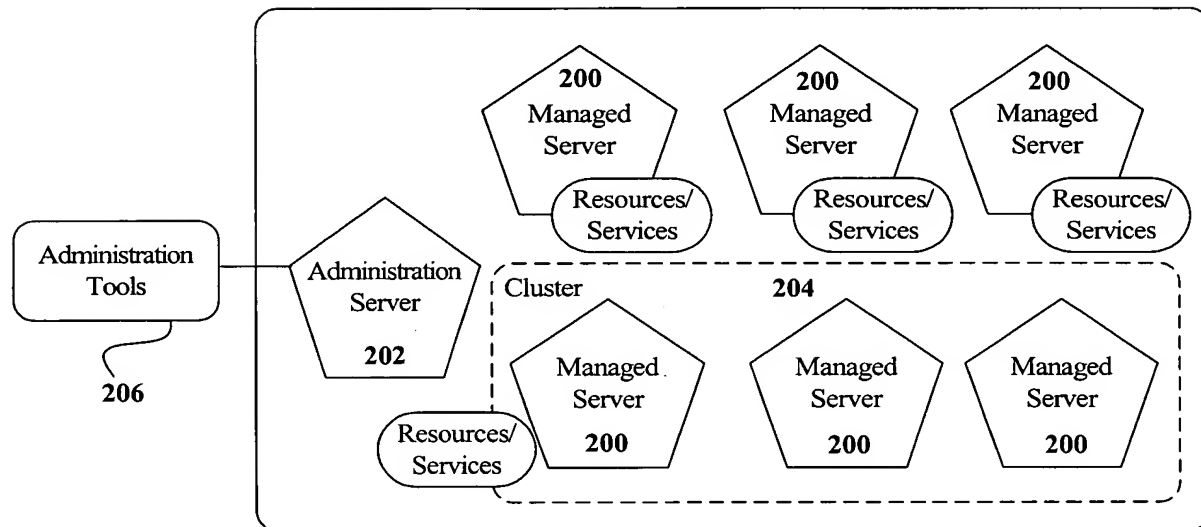 200
Managed
Server
Resources/
Services
200
Managed
Server
Resources/
Services
200
Managed
Server
Resources/
Services
Administration
Tools
206
Administration
Server
202
Cluster
204
Managed
Server
200
Resources/
Services
Managed
Server
200
Managed
Server
200